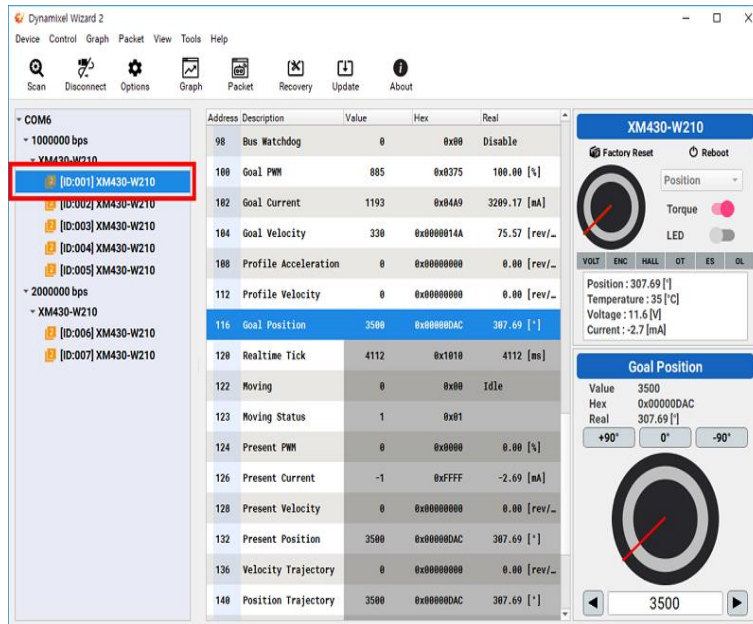 Dynamixel Wizard 2
Device Control Graph Packet View Tools Help
Scan Disconnect Options Graph Packet Recovery Update About
COM6
1000000 bps
XM430-W210
[ID:001] XM430-W210
[ID:002] XM430-W210
[ID:003] XM430-W210
[ID:004] XM430-W210
[ID:005] XM430-W210
2000000 bps
XM430-W210
[ID:006] XM430-W210
[ID:007] XM430-W210
Address Description Value Hex Real
98 Bus Watchdog 0 0x00 Disable
100 Goal PWM 885 0x0375 100.00 [%]
102 Goal Current 1193 0x04A9 3209.17 [mA]
104 Goal Velocity 330 0x0000014A 75.57 [rev/…
108 Profile Acceleration 0 0x00000000 0.00 [rev/…
112 Profile Velocity 0 0x00000000 0.00 [rev/…
116 Goal Position 3500 0x00000DAC 307.69 [°]
120 Realtime Tick 4112 0x1010 4112 [ms]
122 Moving 0 0x00 Idle
123 Moving Status 1 0x01
124 Present PWM 0 0x0000 0.00 [%]
126 Present Current -1 0xFFFF -2.69 [mA]
128 Present Velocity 0 0x00000000 0.00 [rev/…
132 Present Position 3500 0x00000DAC 307.69 [°]
136 Velocity Trajectory 0 0x00000000 0.00 [rev/…
140 Position Trajectory 3500 0x00000DAC 307.69 [°]
XM430-W210
Factory Reset Reboot
Position
Torque
LED
VOLT ENC HALL OT ES OL
Position : 307.69 [°]
Temperature : 35 [°C]
Voltage : 11.6 [V]
Current : -2.7 [mA]
Goal Position
Value 3500
Hex 0x00000DAC
Real 307.69 [°]
+90° 0° -90°
3500